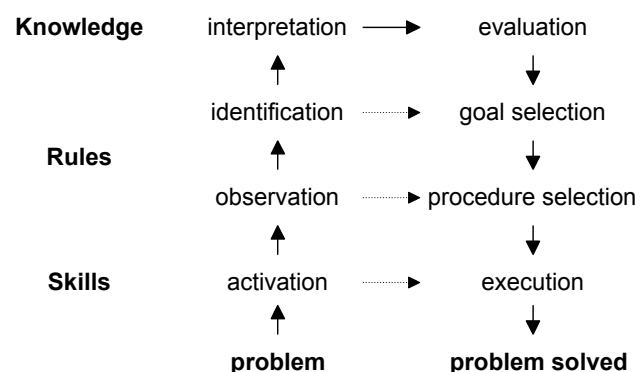 Knowledge interpretation evaluation
identification goal selection
Rules
observation procedure selection
Skills activation execution
problem problem solved